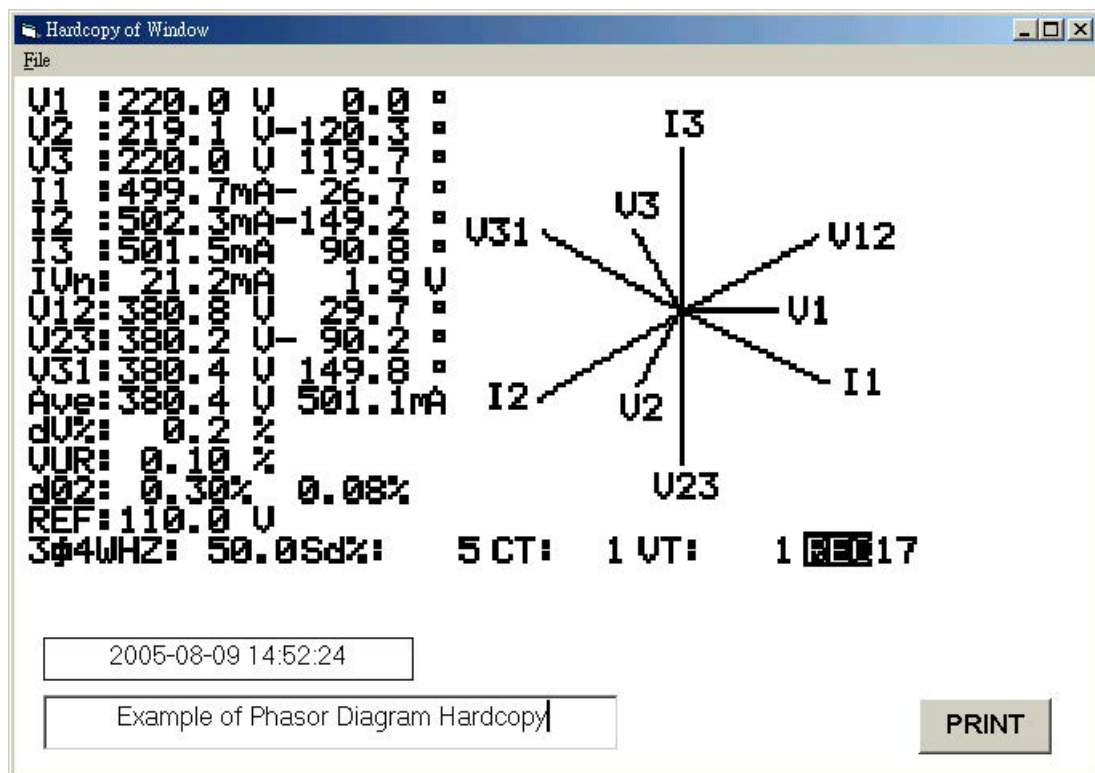 Hardcopy of Window
File
V1 :220.0 V 0.0 °
V2 :219.1 V-120.3 °
V3 :220.0 V 119.7 °
I1 :499.7mA- 26.7 °
I2 :502.3mA-149.2 °
I3 :501.5mA 90.8 °
IVn: 21.2mA 1.9 V
V12:380.8 V 29.7 °
V23:380.2 V- 90.2 °
V31:380.4 V 149.8 °
Ave:380.4 V 501.1mA
dV%: 0.2 %
VUR: 0.10 %
d02: 0.30% 0.08%
REF:110.0 V
3φ4WHZ: 50.0Sd%: 5 CT: 1 VT: 1 REC17
I3
V3
V31
V12
V1
I2
V2
I1
V23
2005-08-09 14:52:24
Example of Phasor Diagram Hardcopy
PRINT